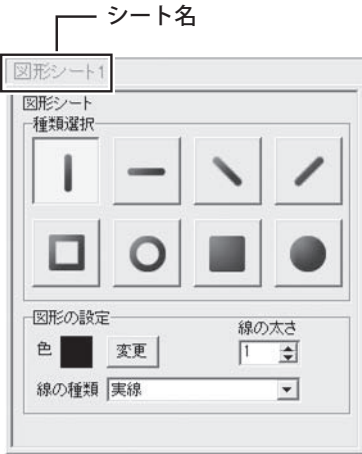 シート名
図形シート1
図形シート
種類選択
図形の設定
線の太さ
色 変更 1
線の種類 実線